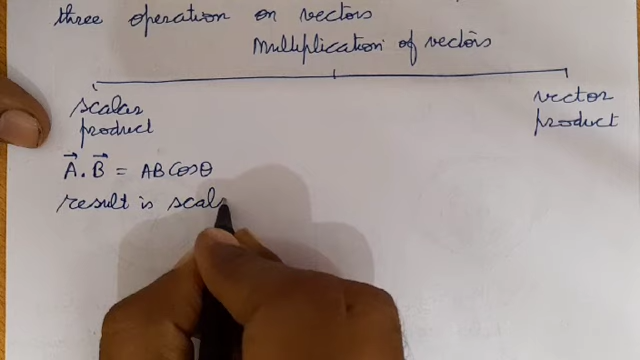 three operation on vectors
Multiplication of vectors
scalar product
vector product
A⃗ . B⃗ = AB Cosθ
result is scal